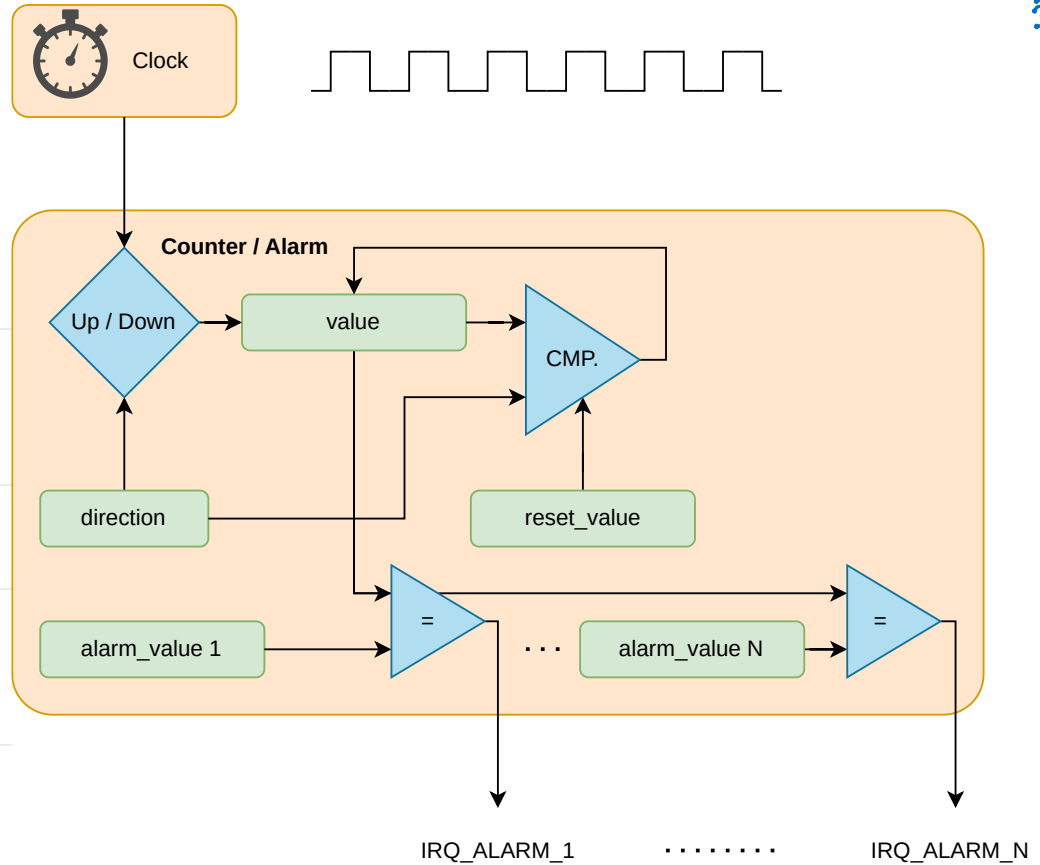 Clock
Counter / Alarm
Up / Down
value
CMP.
direction
reset_value
=
=
alarm_value 1
. . .
alarm_value N
IRQ_ALARM_1
. . . . . . . .
IRQ_ALARM_N